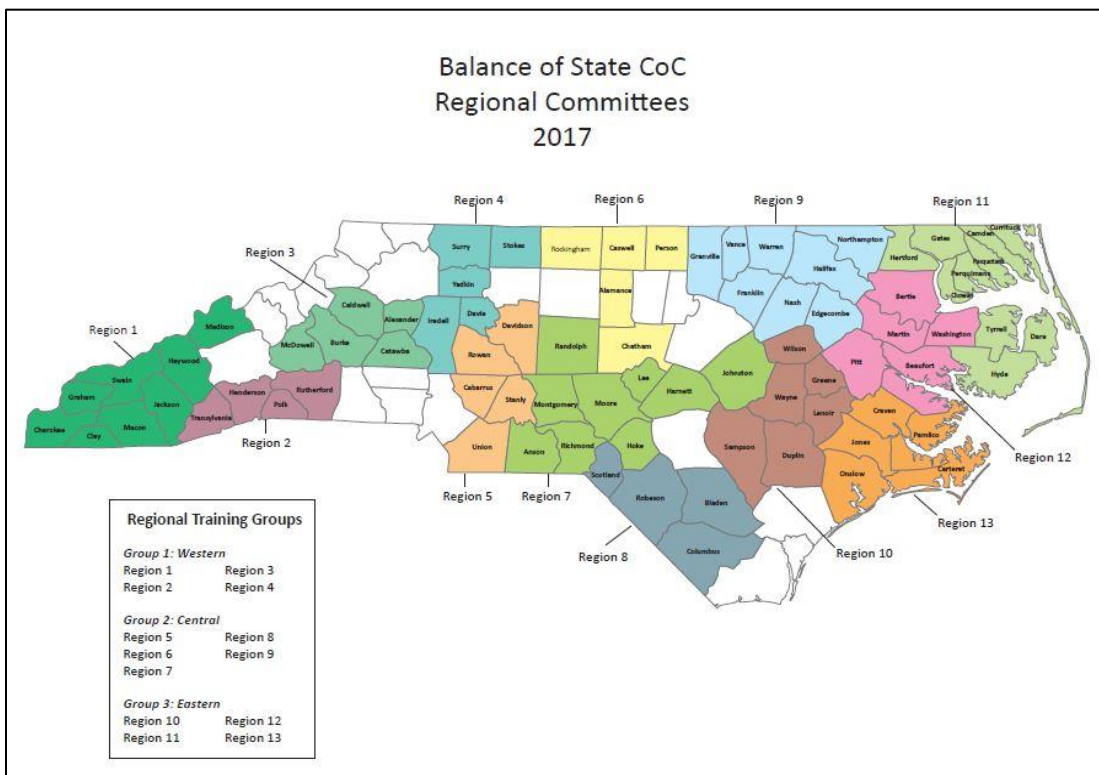 Balance of State CoC
Regional Committees
2017
Region 4
Region 6
Region 9
Region 11
Region 3
Region 1
Surry
Stokes
Rockingham
Caswell
Person
Granville
Vance
Warren
Northampton
Gates
Camden
Currituck
Hertford
Pasquotank
Perquimans
Chowan
Halifax
Franklin
Nash
Edgecombe
Bertie
Yadkin
Alamance
Caldwell
Alexander
Iredell
Davie
Davidson
Madison
McDowell
Burke
Catawba
Rowan
Randolph
Chatham
Wilson
Martin
Washington
Tyrrell
Dare
Hyde
Haywood
Swain
Graham
Jackson
Cherokee
Clay
Macon
Transylvania
Henderson
Polk
Rutherford
Cabarrus
Stanly
Montgomery
Moore
Lee
Harnett
Johnston
Wayne
Greene
Pitt
Beaufort
Lenoir
Craven
Pamlico
Union
Anson
Richmond
Hoke
Scotland
Sampson
Duplin
Jones
Onslow
Carteret
Robeson
Bladen
Columbus
Region 2
Region 5
Region 7
Region 8
Region 10
Region 12
Region 13
Regional Training Groups
Group 1: Western
Region 1 Region 3
Region 2 Region 4
Group 2: Central
Region 5 Region 8
Region 6 Region 9
Region 7
Group 3: Eastern
Region 10 Region 12
Region 11 Region 13